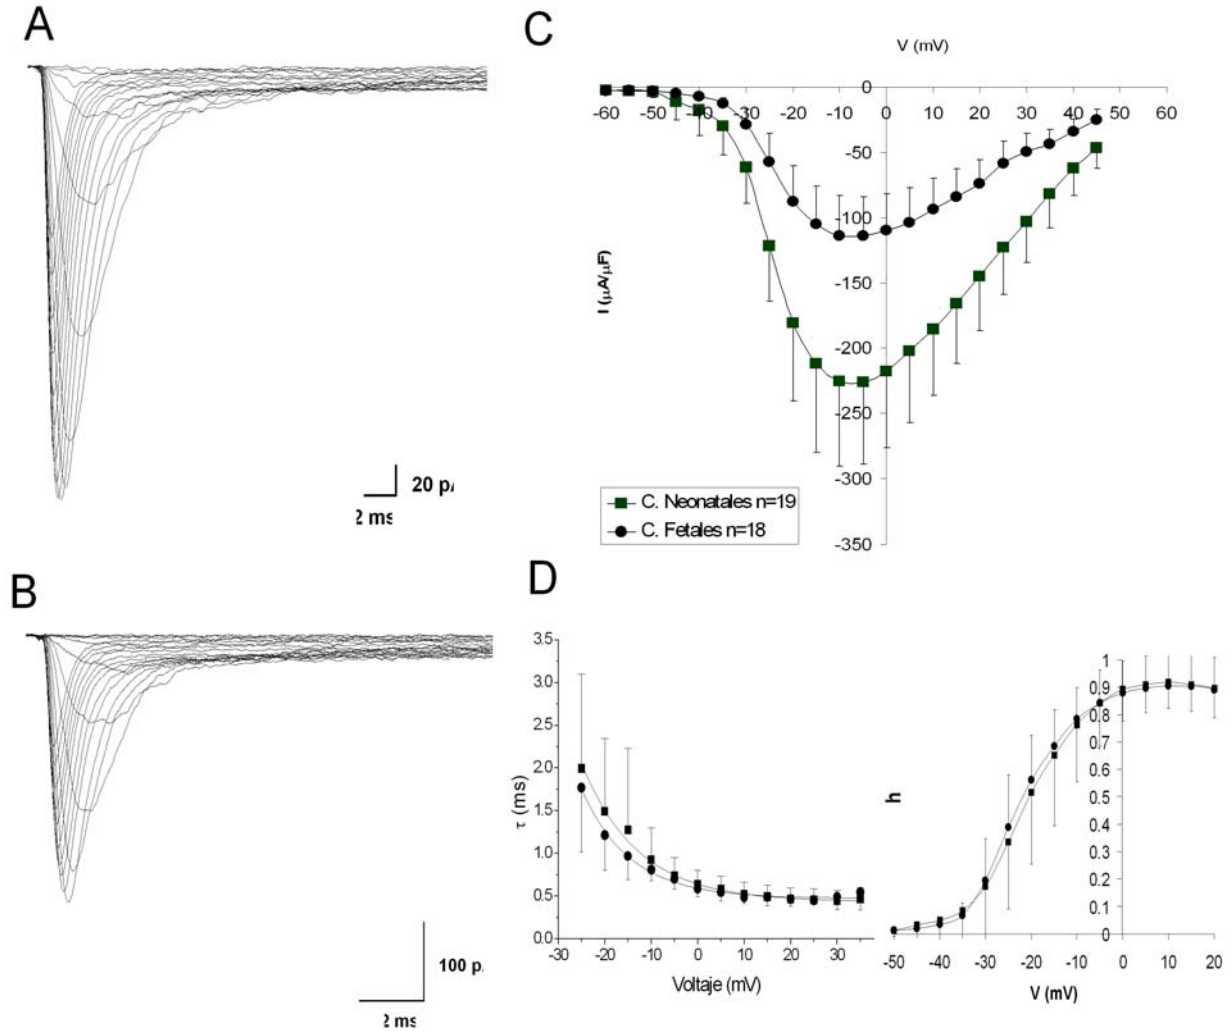 A
20 p
2 ms
B
100 p.
2 ms
C
V (mV)
0
-60 -50 -40 -30 -20 -10 0 10 20 30 40 50 60
-50
-100
-150
-200
-250
-300
-350
I (µA/µF)
C. Neonatales n=19
C. Fetales n=18
D
3.5
3.0
2.5
2.0
1.5
1.0
0.5
0.0
τ (ms)
-30 -20 -10 0 10 20 30
Voltaje (mV)
1
0.9
0.8
0.7
0.6
0.5
0.4
0.3
0.2
0.1
0
h
-50 -40 -30 -20 -10 0 10 20
V (mV)